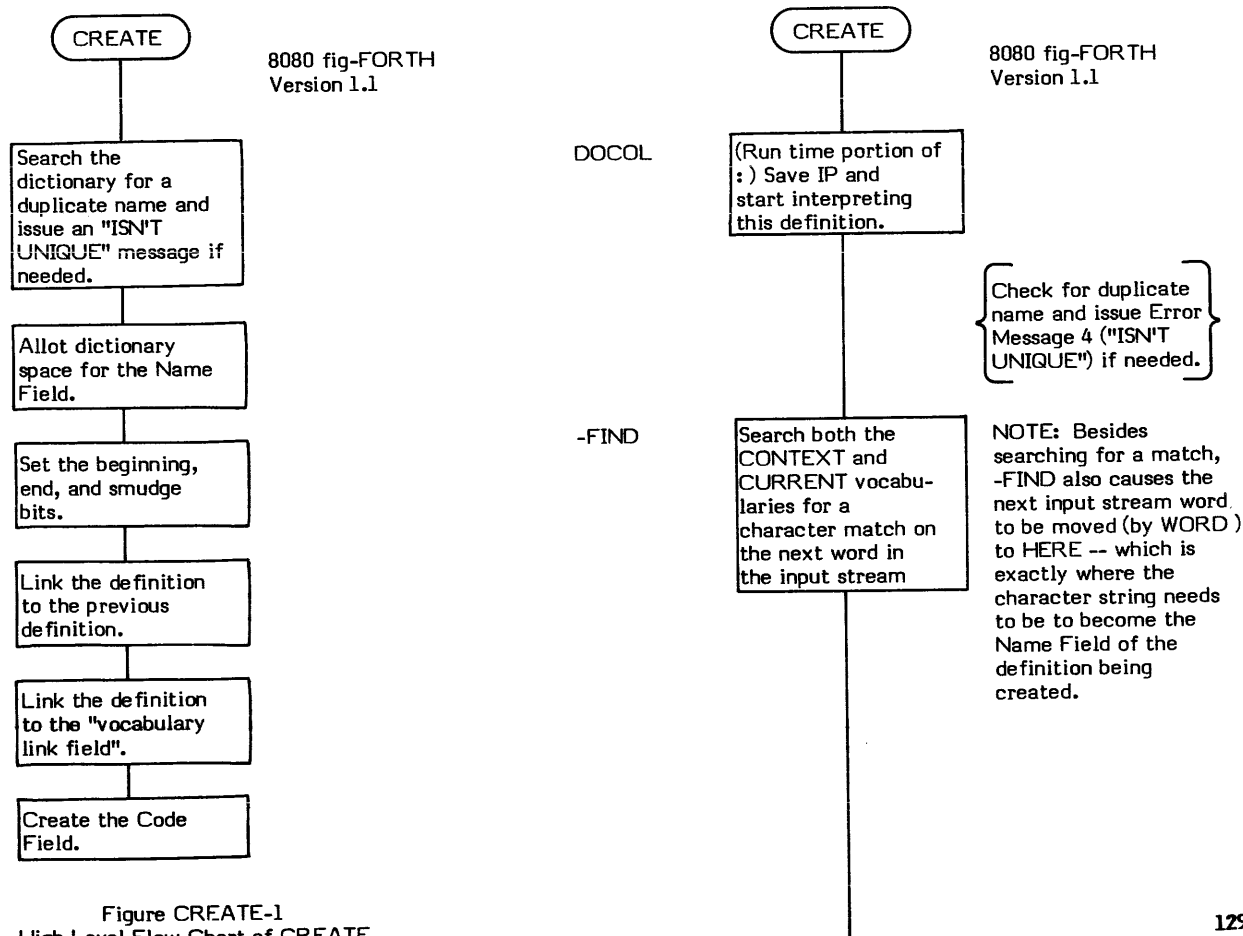 CREATE
8080 fig-FORTH
Version 1.1
Search the
dictionary for a
duplicate name and
issue an "ISN'T
UNIQUE" message if
needed.
Allot dictionary
space for the Name
Field.
Set the beginning,
end, and smudge
bits.
Link the definition
to the previous
definition.
Link the definition
to the "vocabulary
link field".
Create the Code
Field.
Figure CREATE-1
High Level Flow Chart of CREATE
CREATE
8080 fig-FORTH
Version 1.1
DOCOL
(Run time portion of
: ) Save IP and
start interpreting
this definition.
Check for duplicate
name and issue Error
Message 4 ("ISN'T
UNIQUE") if needed.
-FIND
Search both the
CONTEXT and
CURRENT vocabu-
laries for a
character match on
the next word in
the input stream
NOTE: Besides
searching for a match,
-FIND also causes the
next input stream word
to be moved (by WORD )
to HERE -- which is
exactly where the
character string needs
to be to become the
Name Field of the
definition being
created.
129